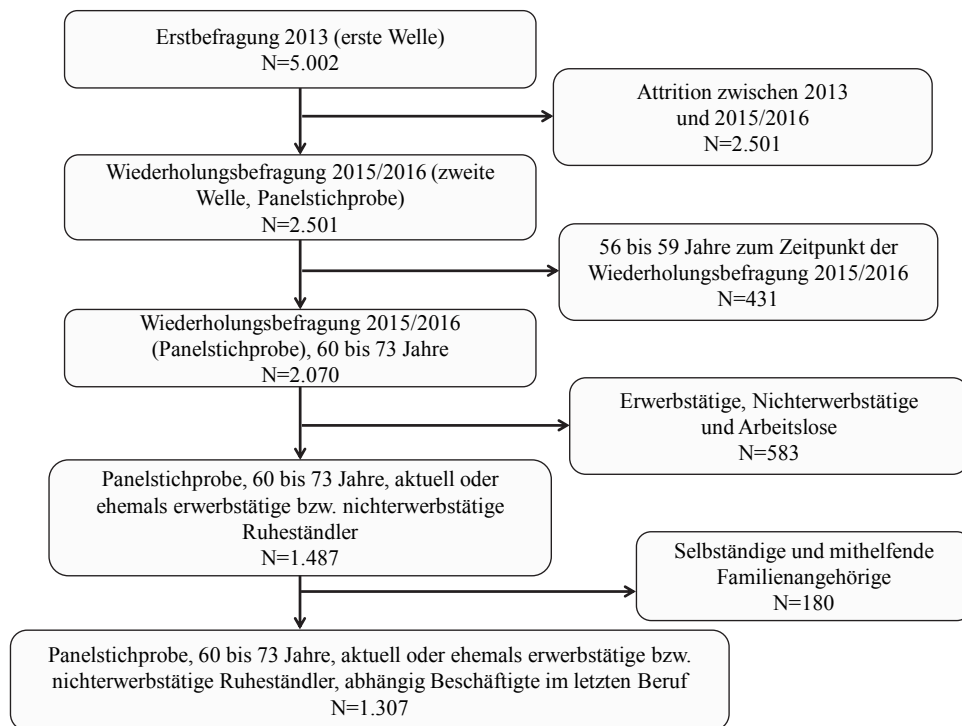 Erstbefragung 2013 (erste Welle)
N=5.002
Attrition zwischen 2013
und 2015/2016
N=2.501
Wiederholungsbefragung 2015/2016 (zweite
Welle, Panelstichprobe)
N=2.501
56 bis 59 Jahre zum Zeitpunkt der
Wiederholungsbefragung 2015/2016
N=431
Wiederholungsbefragung 2015/2016
(Panelstichprobe), 60 bis 73 Jahre
N=2.070
Erwerbstätige, Nichterwerbstätige
und Arbeitslose
N=583
Panelstichprobe, 60 bis 73 Jahre, aktuell oder
ehemals erwerbstätige bzw. nichterwerbstätige
Ruheständler
N=1.487
Selbständige und mithelfende
Familienangehörige
N=180
Panelstichprobe, 60 bis 73 Jahre, aktuell oder ehemals erwerbstätige bzw.
nichterwerbstätige Ruheständler, abhängig Beschäftigte im letzten Beruf
N=1.307